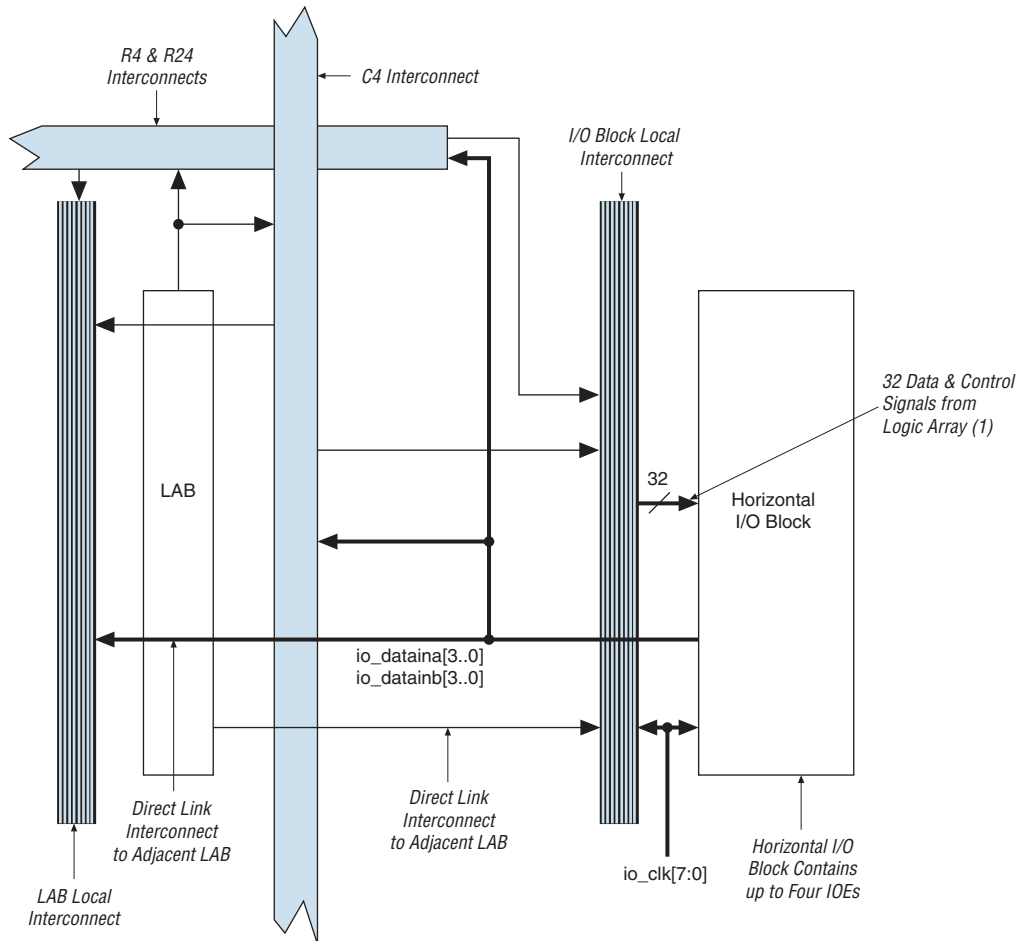 R4 & R24
Interconnects
C4 Interconnect
I/O Block Local
Interconnect
32 Data & Control
Signals from
Logic Array (1)
LAB
32
Horizontal
I/O Block
io_dataina[3..0]
io_datainb[3..0]
Direct Link
Interconnect
to Adjacent LAB
Direct Link
Interconnect
to Adjacent LAB
io_clk[7:0]
Horizontal I/O
Block Contains
up to Four IOEs
LAB Local
Interconnect